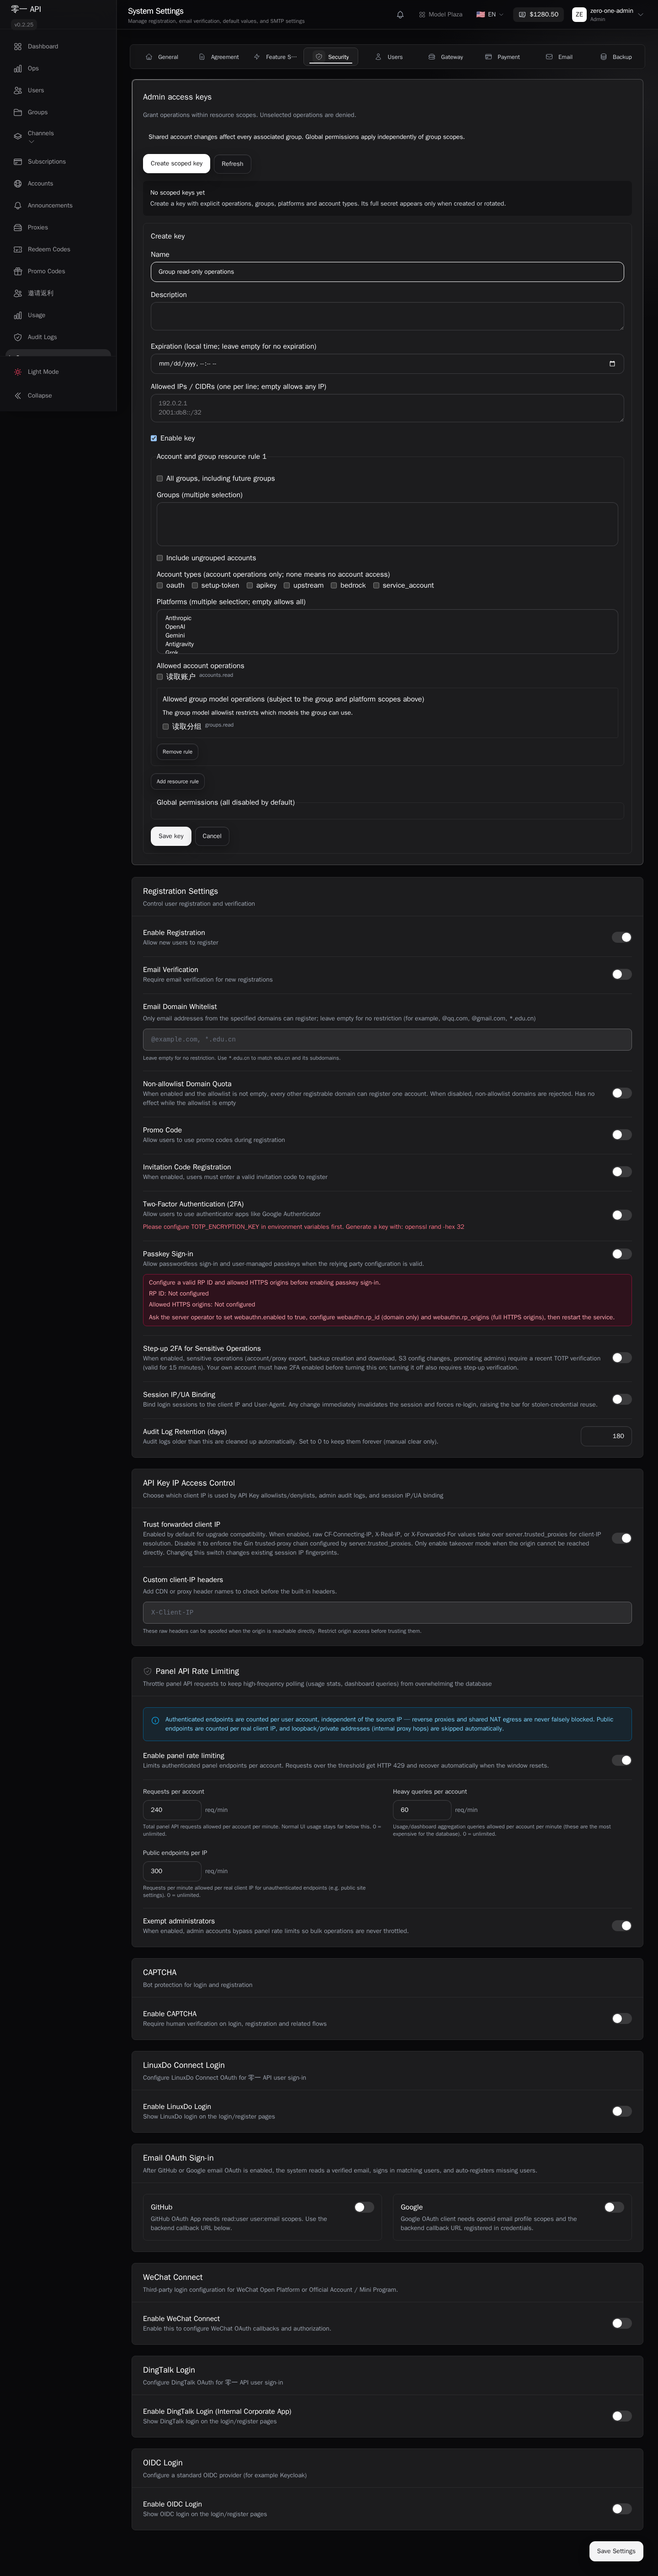 零一 API
v0.2.25
Dashboard
Ops
Users
Groups
Channels
Subscriptions
Accounts
Announcements
Proxies
Redeem Codes
Promo Codes
邀请返利
Usage
Audit Logs
Light Mode
Collapse
System Settings
Manage registration, email verification, default values, and SMTP settings
Model Plaza
EN
$1280.50
ZE
zero-one-admin
Admin
General
Agreement
Feature S···
Security
Users
Gateway
Payment
Email
Backup
Admin access keys
Grant operations within resource scopes. Unselected operations are denied.
Shared account changes affect every associated group. Global permissions apply independently of group scopes.
Create scoped key
Refresh
No scoped keys yet
Create a key with explicit operations, groups, platforms and account types. Its full secret appears only when created or rotated.
Create key
Name
Group read-only operations
Description
Expiration (local time; leave empty for no expiration)
mm/dd/yyyy, --:-- --
Allowed IPs / CIDRs (one per line; empty allows any IP)
192.0.2.1
2001:db8::/32
Enable key
Account and group resource rule 1
All groups, including future groups
Groups (multiple selection)
Include ungrouped accounts
Account types (account operations only; none means no account access)
oauth setup-token apikey upstream bedrock service_account
Platforms (multiple selection; empty allows all)
Anthropic
OpenAI
Gemini
Antigravity
Grok
Allowed account operations
读取账户 accounts.read
Allowed group model operations (subject to the group and platform scopes above)
The group model allowlist restricts which models the group can use.
读取分组 groups.read
Remove rule
Add resource rule
Global permissions (all disabled by default)
Save key
Cancel
Registration Settings
Control user registration and verification
Enable Registration
Allow new users to register
Email Verification
Require email verification for new registrations
Email Domain Whitelist
Only email addresses from the specified domains can register; leave empty for no restriction (for example, @qq.com, @gmail.com, *.edu.cn)
@example.com, *.edu.cn
Leave empty for no restriction. Use *.edu.cn to match edu.cn and its subdomains.
Non-allowlist Domain Quota
When enabled and the allowlist is not empty, every other registrable domain can register one account. When disabled, non-allowlist domains are rejected. Has no
effect while the allowlist is empty
Promo Code
Allow users to use promo codes during registration
Invitation Code Registration
When enabled, users must enter a valid invitation code to register
Two-Factor Authentication (2FA)
Allow users to use authenticator apps like Google Authenticator
Please configure TOTP_ENCRYPTION_KEY in environment variables first. Generate a key with: openssl rand -hex 32
Passkey Sign-in
Allow passwordless sign-in and user-managed passkeys when the relying party configuration is valid.
Configure a valid RP ID and allowed HTTPS origins before enabling passkey sign-in.
RP ID: Not configured
Allowed HTTPS origins: Not configured
Ask the server operator to set webauthn.enabled to true, configure webauthn.rp_id (domain only) and webauthn.rp_origins (full HTTPS origins), then restart the service.
Step-up 2FA for Sensitive Operations
When enabled, sensitive operations (account/proxy export, backup creation and download, S3 config changes, promoting admins) require a recent TOTP verification
(valid for 15 minutes). Your own account must have 2FA enabled before turning this on; turning it off also requires step-up verification.
Session IP/UA Binding
Bind login sessions to the client IP and User-Agent. Any change immediately invalidates the session and forces re-login, raising the bar for stolen-credential reuse.
Audit Log Retention (days)
Audit logs older than this are cleaned up automatically. Set to 0 to keep them forever (manual clear only).
180
API Key IP Access Control
Choose which client IP is used by API Key allowlists/denylists, admin audit logs, and session IP/UA binding
Trust forwarded client IP
Enabled by default for upgrade compatibility. When enabled, raw CF-Connecting-IP, X-Real-IP, or X-Forwarded-For values take over server.trusted_proxies for client-IP
resolution. Disable it to enforce the Gin trusted-proxy chain configured by server.trusted_proxies. Only enable takeover mode when the origin cannot be reached
directly. Changing this switch changes existing session IP fingerprints.
Custom client-IP headers
Add CDN or proxy header names to check before the built-in headers.
X-Client-IP
These raw headers can be spoofed when the origin is reachable directly. Restrict origin access before trusting them.
Panel API Rate Limiting
Throttle panel API requests to keep high-frequency polling (usage stats, dashboard queries) from overwhelming the database
Authenticated endpoints are counted per user account, independent of the source IP — reverse proxies and shared NAT egress are never falsely blocked. Public
endpoints are counted per real client IP, and loopback/private addresses (internal proxy hops) are skipped automatically.
Enable panel rate limiting
Limits authenticated panel endpoints per account. Requests over the threshold get HTTP 429 and recover automatically when the window resets.
Requests per account
240 req/min
Total panel API requests allowed per account per minute. Normal UI usage stays far below this. 0 =
unlimited.
Heavy queries per account
60 req/min
Usage/dashboard aggregation queries allowed per account per minute (these are the most
expensive for the database). 0 = unlimited.
Public endpoints per IP
300 req/min
Requests per minute allowed per real client IP for unauthenticated endpoints (e.g. public site
settings). 0 = unlimited.
Exempt administrators
When enabled, admin accounts bypass panel rate limits so bulk operations are never throttled.
CAPTCHA
Bot protection for login and registration
Enable CAPTCHA
Require human verification on login, registration and related flows
LinuxDo Connect Login
Configure LinuxDo Connect OAuth for 零一 API user sign-in
Enable LinuxDo Login
Show LinuxDo login on the login/register pages
Email OAuth Sign-in
After GitHub or Google email OAuth is enabled, the system reads a verified email, signs in matching users, and auto-registers missing users.
GitHub
GitHub OAuth App needs read:user user:email scopes. Use the
backend callback URL below.
Google
Google OAuth client needs openid email profile scopes and the
backend callback URL registered in credentials.
WeChat Connect
Third-party login configuration for WeChat Open Platform or Official Account / Mini Program.
Enable WeChat Connect
Enable this to configure WeChat OAuth callbacks and authorization.
DingTalk Login
Configure DingTalk OAuth for 零一 API user sign-in
Enable DingTalk Login (Internal Corporate App)
Show DingTalk login on the login/register pages
OIDC Login
Configure a standard OIDC provider (for example Keycloak)
Enable OIDC Login
Show OIDC login on the login/register pages
Save Settings